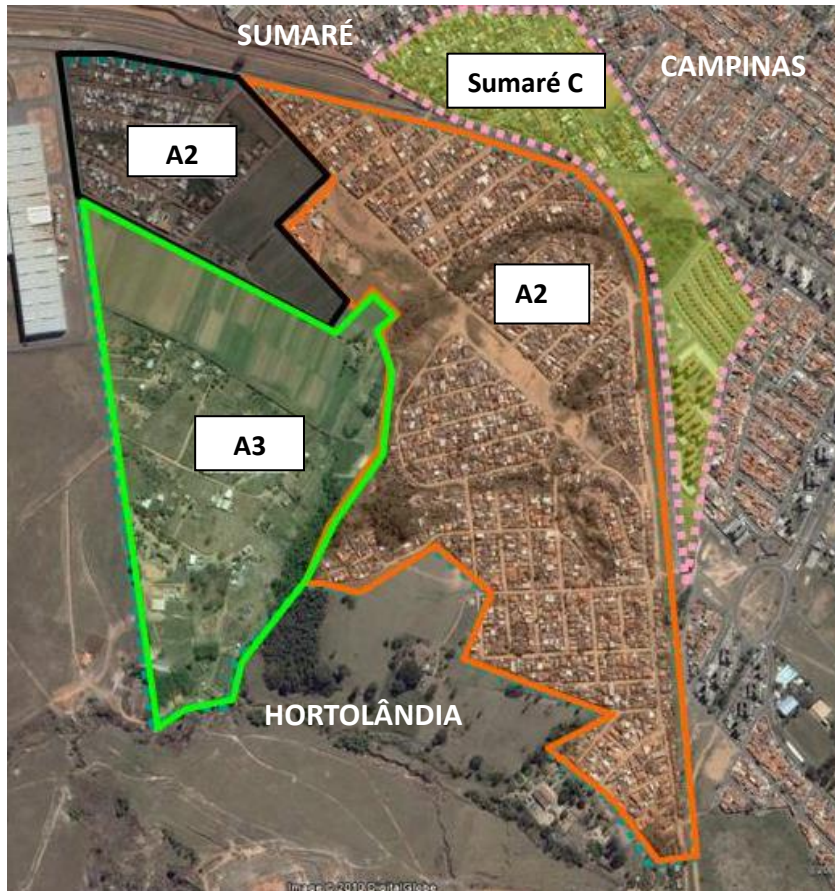 SUMARÉ
Sumaré C
CAMPINAS
A2
A2
A3
HORTOLÂNDIA
Image © 2010 DigitalGlobe